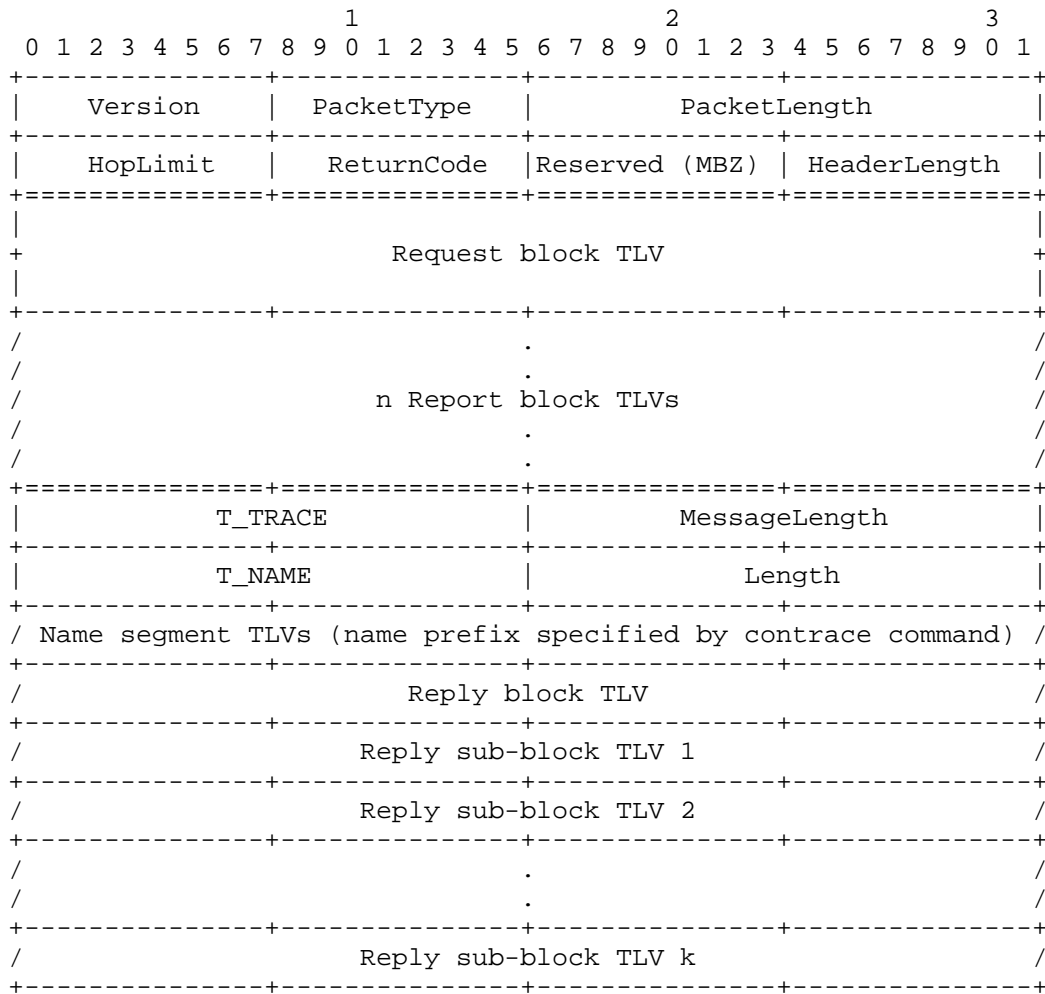 1 2 3
0 1 2 3 4 5 6 7 8 9 0 1 2 3 4 5 6 7 8 9 0 1 2 3 4 5 6 7 8 9 0 1
+---------------+---------------+---------------+---------------+
| Version | PacketType | PacketLength |
+---------------+---------------+---------------+---------------+
| HopLimit | ReturnCode |Reserved (MBZ) | HeaderLength |
+===============+===============+===============+===============+
| |
+ Request block TLV +
| |
+---------------+---------------+---------------+---------------+
/ . /
/ . /
/ n Report block TLVs /
/ . /
/ . /
+===============+===============+===============+===============+
| T_TRACE | MessageLength |
+---------------+---------------+---------------+---------------+
| T_NAME | Length |
+---------------+---------------+---------------+---------------+
/ Name segment TLVs (name prefix specified by contrace command) /
+---------------+---------------+---------------+---------------+
/ Reply block TLV /
+---------------+---------------+---------------+---------------+
/ Reply sub-block TLV 1 /
+---------------+---------------+---------------+---------------+
/ Reply sub-block TLV 2 /
+---------------+---------------+---------------+---------------+
/ . /
/ . /
+---------------+---------------+---------------+---------------+
/ Reply sub-block TLV k /
+---------------+---------------+---------------+---------------+